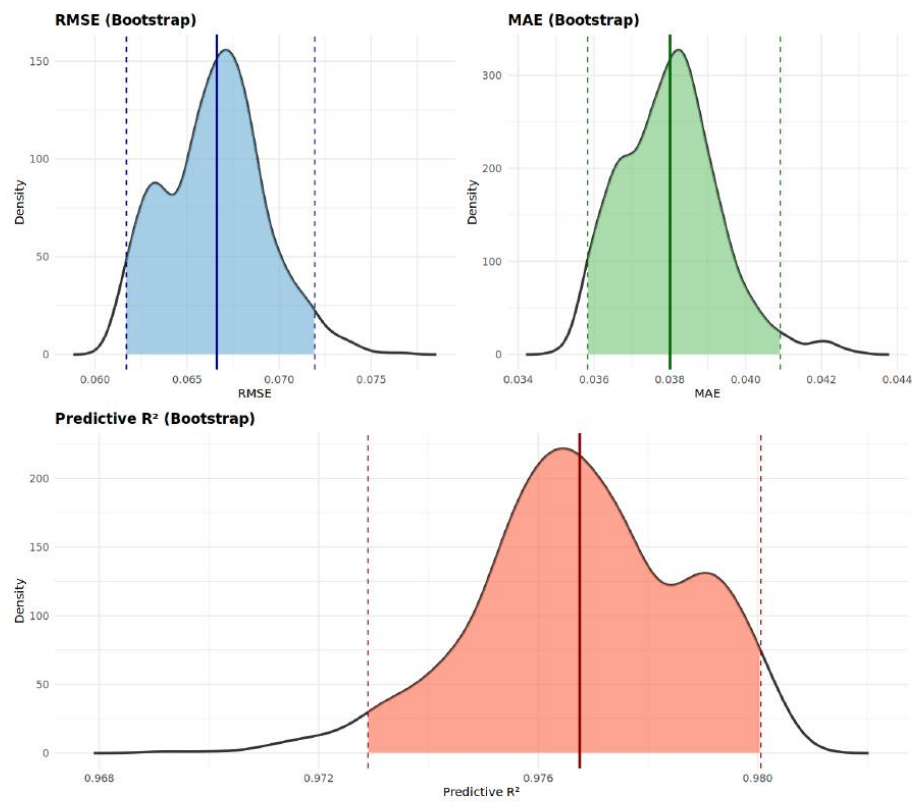 RMSE (Bootstrap)
Density
150
100
50
0
0.060 0.065 0.070 0.075
RMSE
MAE (Bootstrap)
Density
300
200
100
0
0.034 0.036 0.038 0.040 0.042 0.044
MAE
Predictive R² (Bootstrap)
Density
200
150
100
50
0
0.968 0.972 0.976 0.980
Predictive R²